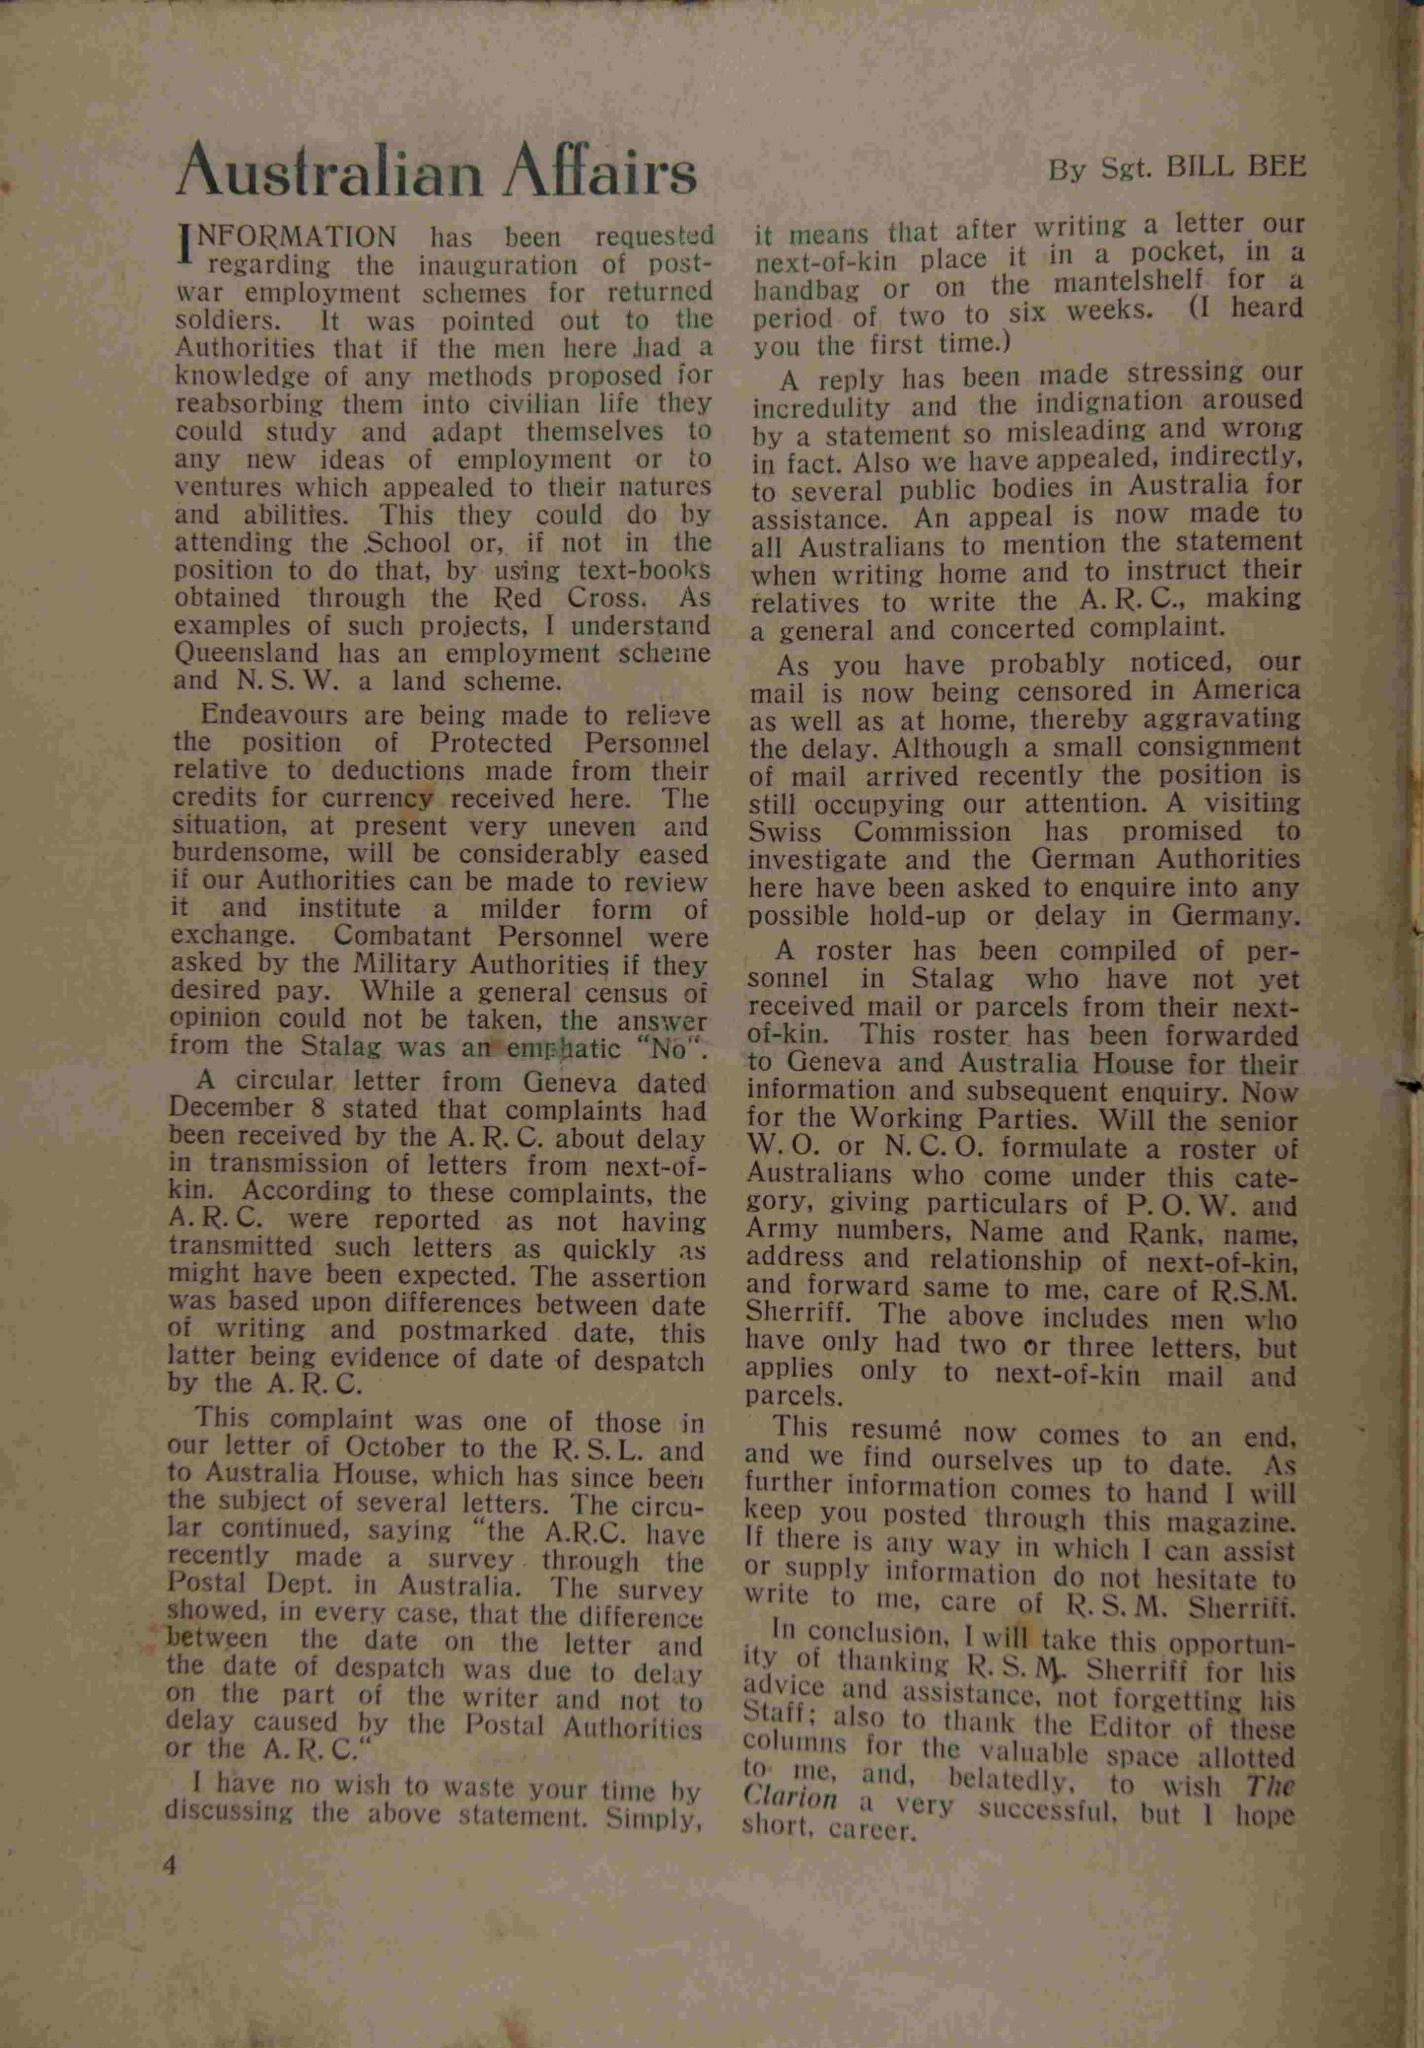 Australian Affairs
By Sgt. BILL BEE
INFORMATION has been requested
regarding the inauguration of post-
war employment schemes for returned
soldiers. It was pointed out to the
Authorities that if the men here had a
knowledge of any methods proposed for
reabsorbing them into civilian life they
could study and adapt themselves to
any new ideas of employment or to
ventures which appealed to their natures
and abilities. This they could do by
attending the School or, if not in the
position to do that, by using text-books
obtained through the Red Cross. As
examples of such projects, I understand
Queensland has an employment scheme
and N. S. W. a land scheme.
Endeavours are being made to relieve
the position of Protected Personnel
relative to deductions made from their
credits for currency received here. The
situation, at present very uneven and
burdensome, will be considerably eased
if our Authorities can be made to review
it and institute a milder form of
exchange. Combatant Personnel were
asked by the Military Authorities if they
desired pay. While a general census of
opinion could not be taken, the answer
from the Stalag was an emphatic "No".
A circular letter from Geneva dated
December 8 stated that complaints had
been received by the A. R. C. about delay
in transmission of letters from next-of-
kin. According to these complaints, the
A. R. C. were reported as not having
transmitted such letters as quickly as
might have been expected. The assertion
was based upon differences between date
of writing and postmarked date, this
latter being evidence of date of despatch
by the A. R. C.
This complaint was one of those in
our letter of October to the R. S. L. and
to Australia House, which has since been
the subject of several letters. The circu-
lar continued, saying "the A.R.C. have
recently made a survey through the
Postal Dept. in Australia. The survey
showed, in every case, that the difference
between the date on the letter and
the date of despatch was due to delay
on the part of the writer and not to
delay caused by the Postal Authorities
or the A. R. C."
I have no wish to waste your time by
discussing the above statement. Simply,
it means that after writing a letter our
next-of-kin place it in a pocket, in a
handbag or on the mantelshelf for a
period of two to six weeks. (I heard
you the first time.)
A reply has been made stressing our
incredulity and the indignation aroused
by a statement so misleading and wrong
in fact. Also we have appealed, indirectly,
to several public bodies in Australia for
assistance. An appeal is now made to
all Australians to mention the statement
when writing home and to instruct their
relatives to write the A. R. C., making
a general and concerted complaint.
As you have probably noticed, our
mail is now being censored in America
as well as at home, thereby aggravating
the delay. Although a small consignment
of mail arrived recently the position is
still occupying our attention. A visiting
Swiss Commission has promised to
investigate and the German Authorities
here have been asked to enquire into any
possible hold-up or delay in Germany.
A roster has been compiled of per-
sonnel in Stalag who have not yet
received mail or parcels from their next-
of-kin. This roster has been forwarded
to Geneva and Australia House for their
information and subsequent enquiry. Now
for the Working Parties. Will the senior
W. O. or N. C. O. formulate a roster of
Australians who come under this cate-
gory, giving particulars of P. O. W. and
Army numbers, Name and Rank, name,
address and relationship of next-of-kin,
and forward same to me, care of R.S.M.
Sherriff. The above includes men who
have only had two or three letters, but
applies only to next-of-kin mail and
parcels.
This resumé now comes to an end,
and we find ourselves up to date. As
further information comes to hand I will
keep you posted through this magazine.
If there is any way in which I can assist
or supply information do not hesitate to
write to me, care of R. S. M. Sherriff.
In conclusion, I will take this opportun-
ity of thanking R. S. M. Sherriff for his
advice and assistance, not forgetting his
Staff; also to thank the Editor of these
columns for the valuable space allotted
to me, and, belatedly, to wish The
Clarion a very successful, but I hope
short, career.
4